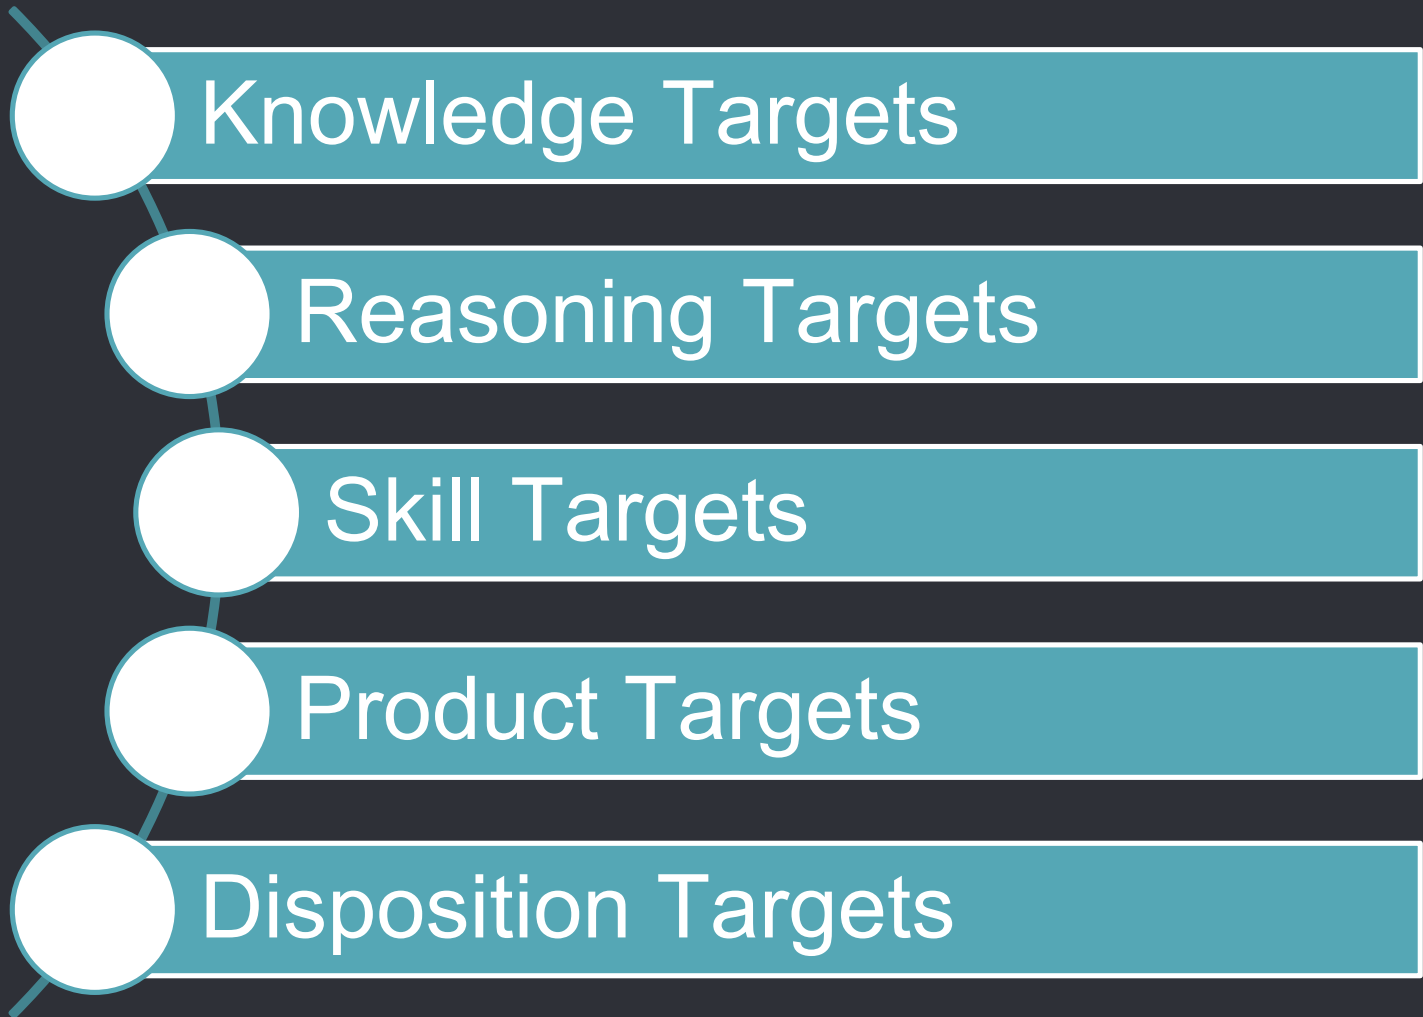 Knowledge Targets
Reasoning Targets
Skill Targets
Product Targets
Disposition Targets